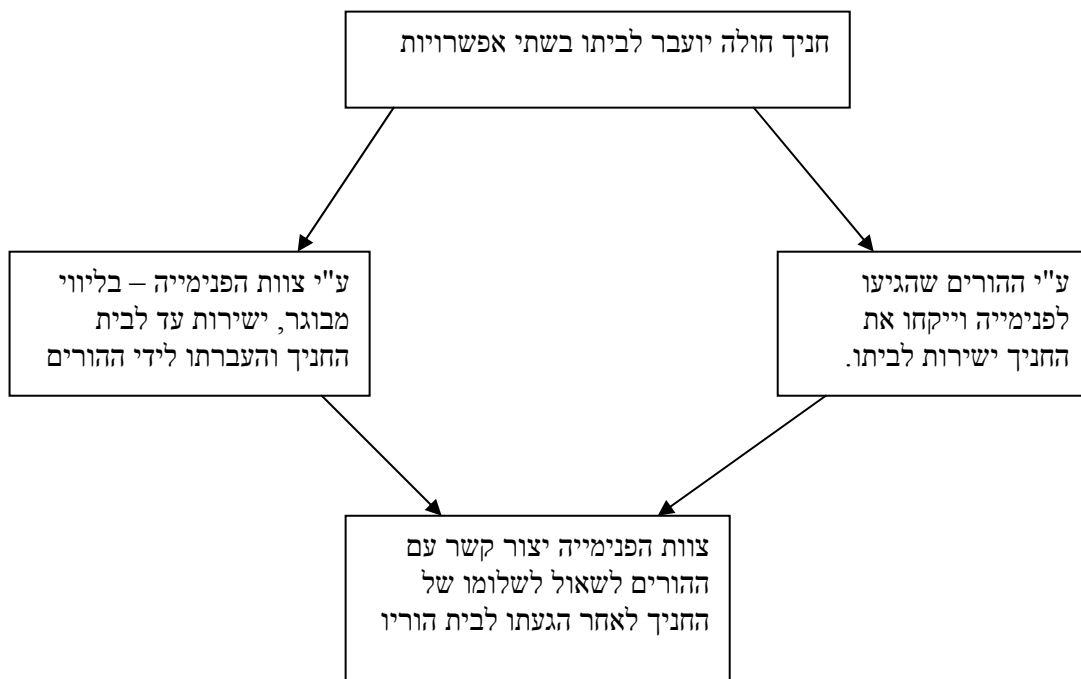 חניך חולה יועבר לביתו בשתי אפשרויות
ע"י ההורים שהגיעו
לפנימייה וייקחו את
החניך ישירות לביתו.
ע"י צוות הפנימייה – בליווי
מבוגר, ישירות עד לבית
החניך והעברתו לידי ההורים
צוות הפנימייה יצור קשר עם
ההורים לשאול לשלומו של
החניך לאחר הגעתו לבית הוריו